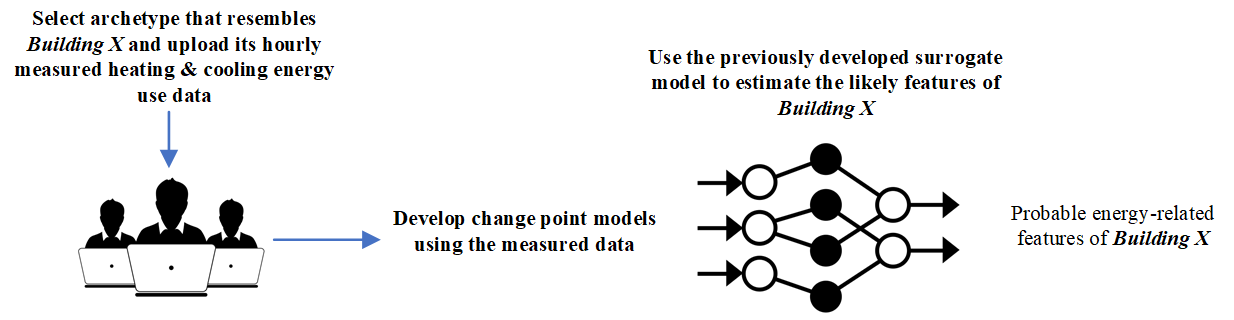 Select archetype that resembles
Building X and upload its hourly
measured heating & cooling energy
use data
Develop change point models
using the measured data
Use the previously developed surrogate
model to estimate the likely features of
Building X
Probable energy-related
features of Building X